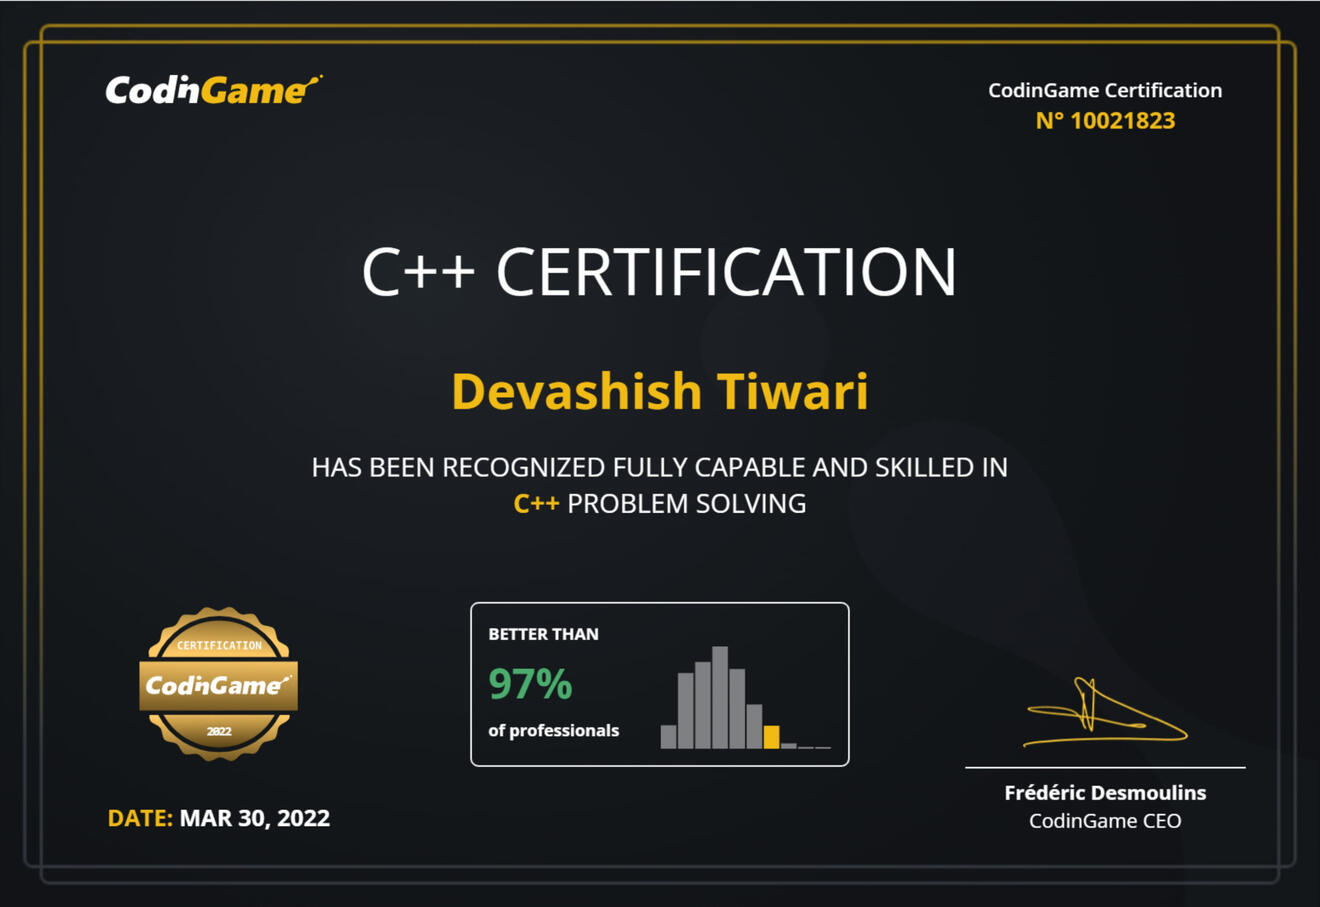 CodinGame
CodinGame Certification
N° 10021823
C++ CERTIFICATION
Devashish Tiwari
HAS BEEN RECOGNIZED FULLY CAPABLE AND SKILLED IN
C++ PROBLEM SOLVING
CERTIFICATION
CodinGame
2022
BETTER THAN
97%
of professionals
DATE: MAR 30, 2022
Frédéric Desmoulins
CodinGame CEO